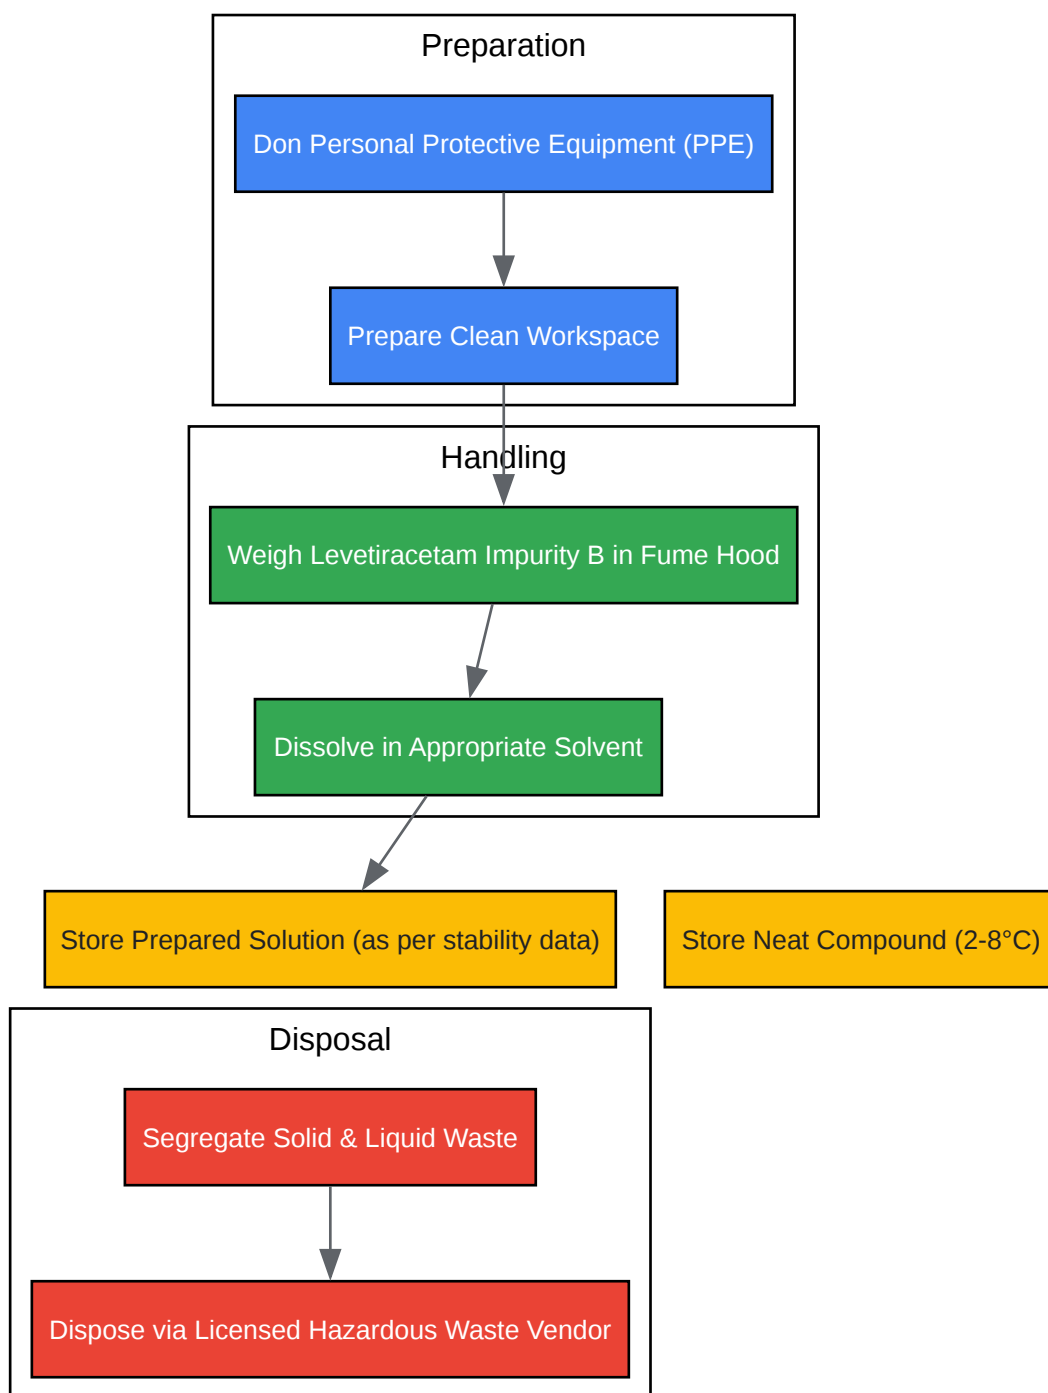 Preparation
Don Personal Protective Equipment (PPE)
Prepare Clean Workspace
Handling
Weigh Levetiracetam Impurity B in Fume Hood
Dissolve in Appropriate Solvent
Store Prepared Solution (as per stability data)
Store Neat Compound (2-8°C)
Disposal
Segregate Solid & Liquid Waste
Dispose via Licensed Hazardous Waste Vendor